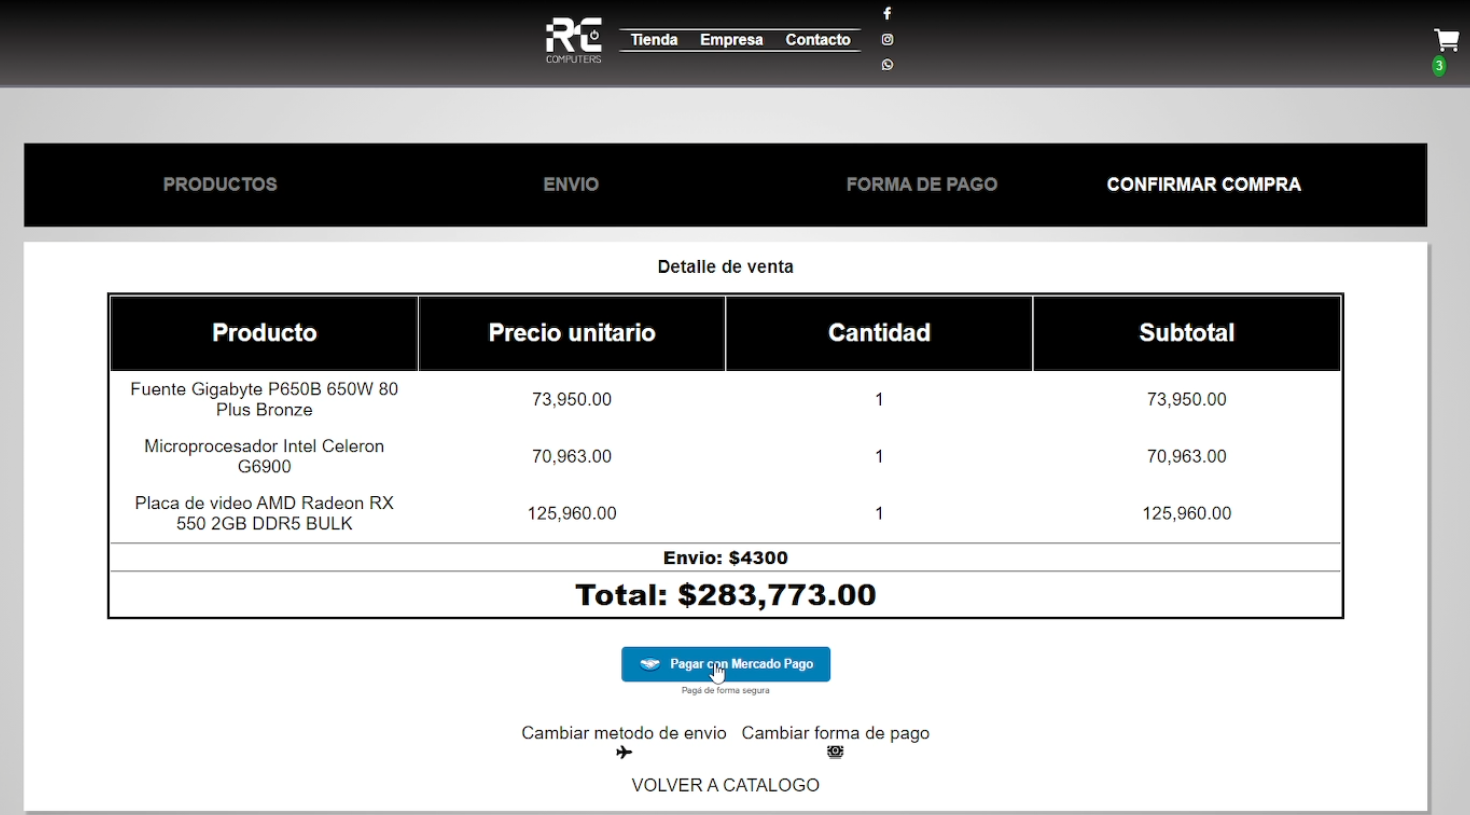 RC
COMPUTERS
Tienda Empresa Contacto
3
PRODUCTOS ENVIO FORMA DE PAGO CONFIRMAR COMPRA
Detalle de venta
Producto Precio unitario Cantidad Subtotal
Fuente Gigabyte P650B 650W 80
Plus Bronze
73,950.00 1 73,950.00
Microprocesador Intel Celeron
G6900
70,963.00 1 70,963.00
Placa de video AMD Radeon RX
550 2GB DDR5 BULK
125,960.00 1 125,960.00
Envio: $4300
Total: $283,773.00
Pagar con Mercado Pago
Pagá de forma segura
Cambiar metodo de envio Cambiar forma de pago
VOLVER A CATALOGO